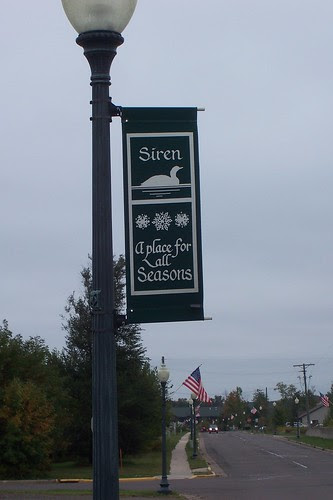 Siren
A place for
all
Seasons